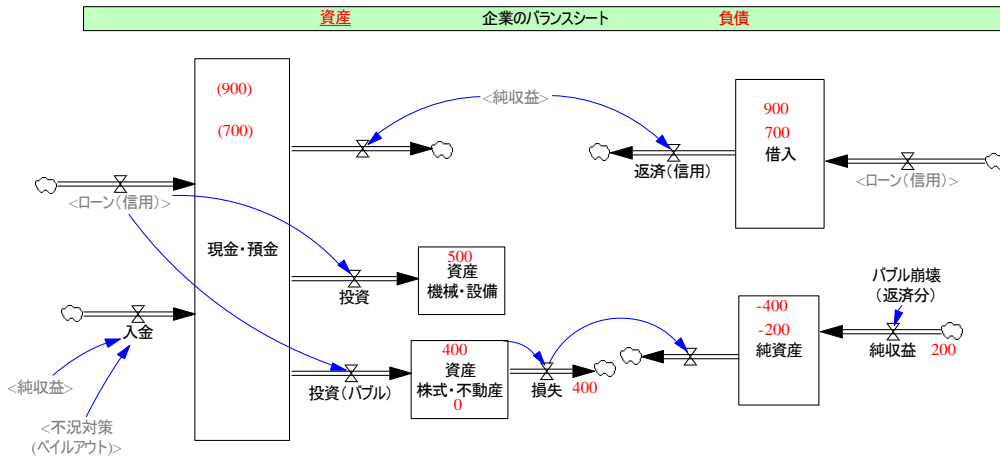 資産 企業のバランスシート 負債
(900)
(700)
<純収益>
900
700
借入
返済(信用)
<ローン(信用)>
<ローン(信用)>
現金・預金
投資
500
資産
機械・設備
バブル崩壊
(返済分)
-400
-200
純資産
純収益 200
入金
400
資産
株式・不動産
0
投資(バブル)
損失 400
<純収益>
<不況対策
(ベイルアウト)>